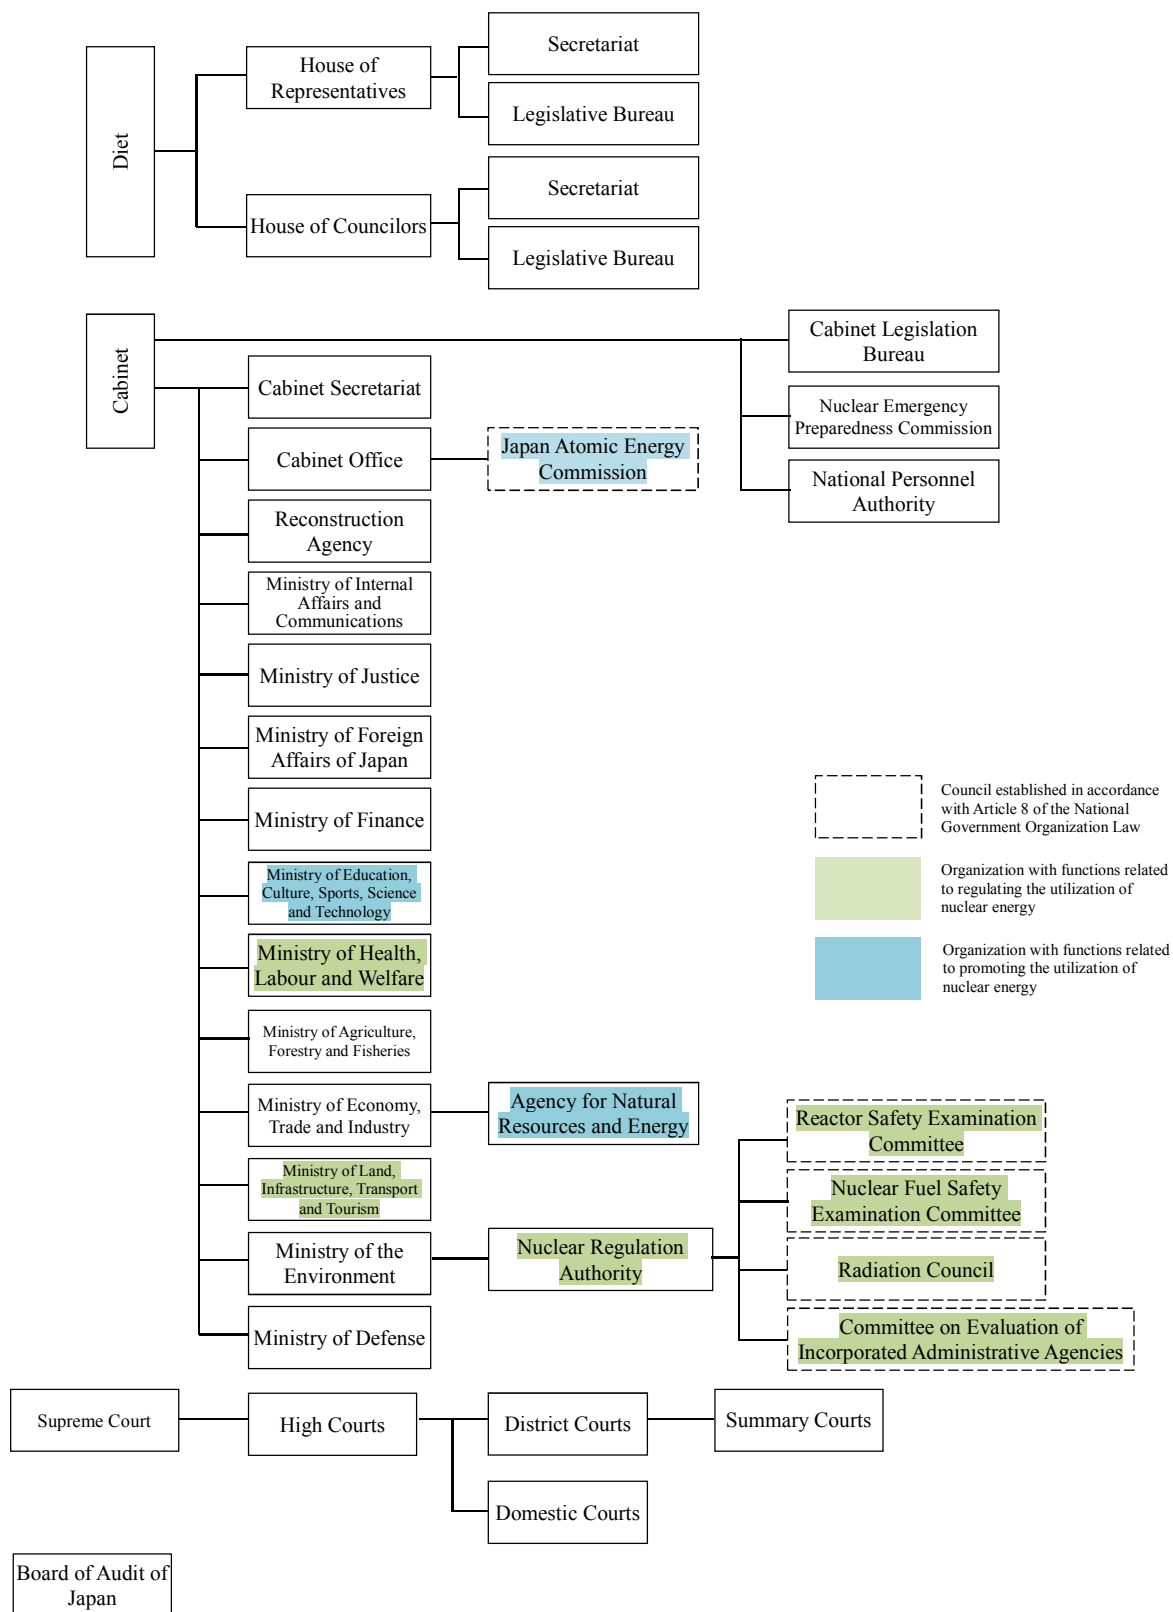 Diet
House of
Representatives
Secretariat
Legislative Bureau
House of Councilors
Secretariat
Legislative Bureau
Cabinet
Cabinet Legislation
Bureau
Nuclear Emergency
Preparedness Commission
National Personnel
Authority
Cabinet Secretariat
Cabinet Office
Japan Atomic Energy
Commission
Reconstruction
Agency
Ministry of Internal
Affairs and
Communications
Ministry of Justice
Ministry of Foreign
Affairs of Japan
Ministry of Finance
Ministry of Education,
Culture, Sports, Science
and Technology
Ministry of Health,
Labour and Welfare
Ministry of Agriculture,
Forestry and Fisheries
Ministry of Economy,
Trade and Industry
Agency for Natural
Resources and Energy
Ministry of Land,
Infrastructure, Transport
and Tourism
Ministry of the
Environment
Nuclear Regulation
Authority
Reactor Safety Examination
Committee
Nuclear Fuel Safety
Examination Committee
Radiation Council
Committee on Evaluation of
Incorporated Administrative Agencies
Ministry of Defense
Council established in accordance
with Article 8 of the National
Government Organization Law
Organization with functions related
to regulating the utilization of
nuclear energy
Organization with functions related
to promoting the utilization of
nuclear energy
Supreme Court
High Courts
District Courts
Summary Courts
Domestic Courts
Board of Audit of
Japan